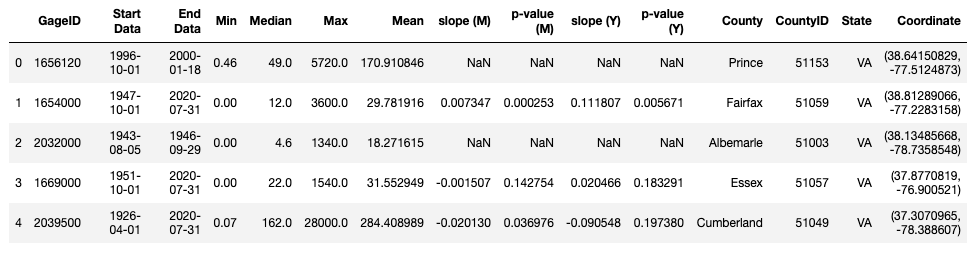 GageID Start Data End Data Min Median Max Mean slope (M) p-value (M) slope (Y) p-value (Y) County CountyID State Coordinate
0 1656120 1996-10-01 2000-01-18 0.46 49.0 5720.0 170.910846 NaN NaN NaN NaN Prince 51153 VA (38.64150829, -77.5124873)
1 1654000 1947-10-01 2020-07-31 0.00 12.0 3600.0 29.781916 0.007347 0.000253 0.111807 0.005671 Fairfax 51059 VA (38.81289066, -77.2283158)
2 2032000 1943-08-05 1946-09-29 0.00 4.6 1340.0 18.271615 NaN NaN NaN NaN Albemarle 51003 VA (38.13485668, -78.7358548)
3 1669000 1951-10-01 2020-07-31 0.00 22.0 1540.0 31.552949 -0.001507 0.142754 0.020466 0.183291 Essex 51057 VA (37.8770819, -76.900521)
4 2039500 1926-04-01 2020-07-31 0.07 162.0 28000.0 284.408989 -0.020130 0.036976 -0.090548 0.197380 Cumberland 51049 VA (37.3070965, -78.388607)